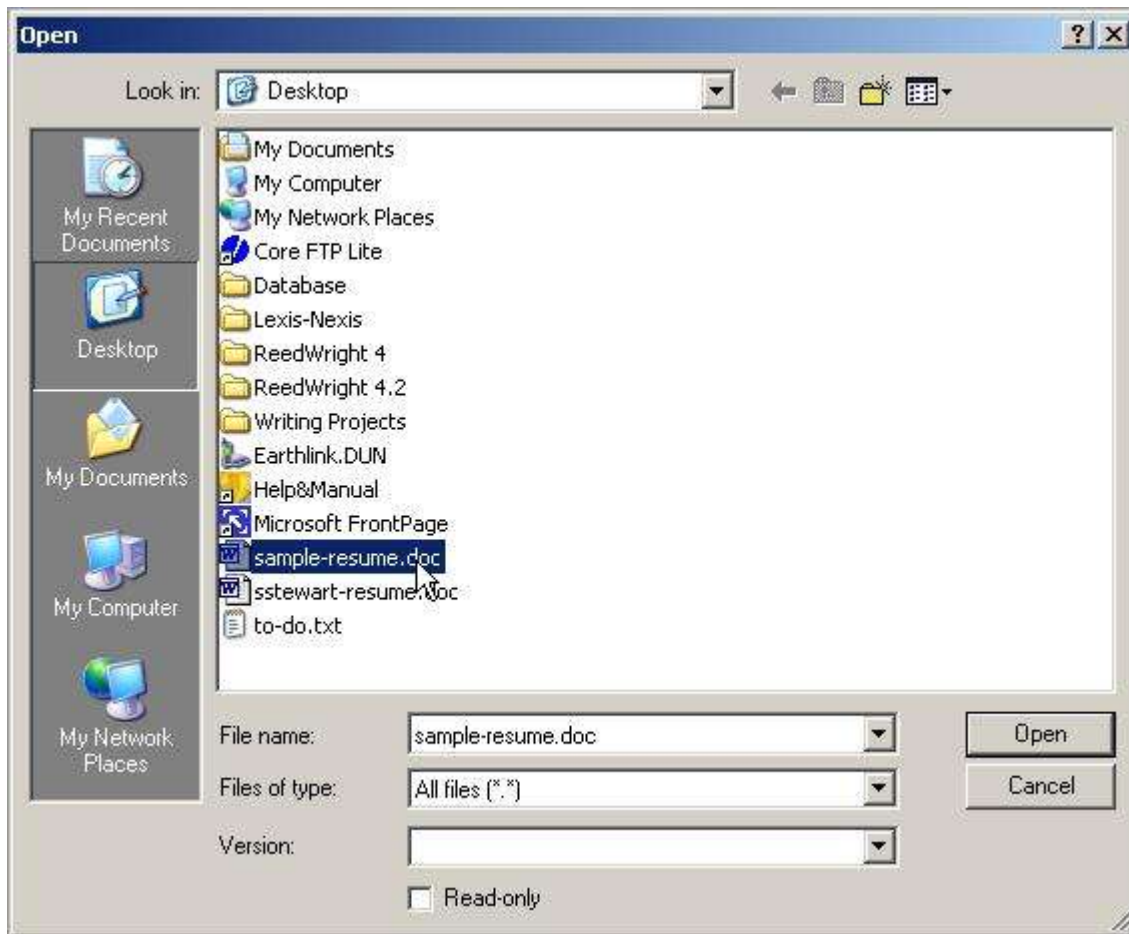 Open
Look in: Desktop
My Recent
Documents
Desktop
My Documents
My Computer
My Network
Places
My Documents
My Computer
My Network Places
Core FTP Lite
Database
Lexis-Nexis
ReedWright 4
ReedWright 4.2
Writing Projects
Earthlink.DUN
Help&Manual
Microsoft FrontPage
sample-resume.doc
sstewart-resume.doc
to-do.txt
File name: sample-resume.doc Open
Files of type: All files (*.*) Cancel
Version:
Read-only